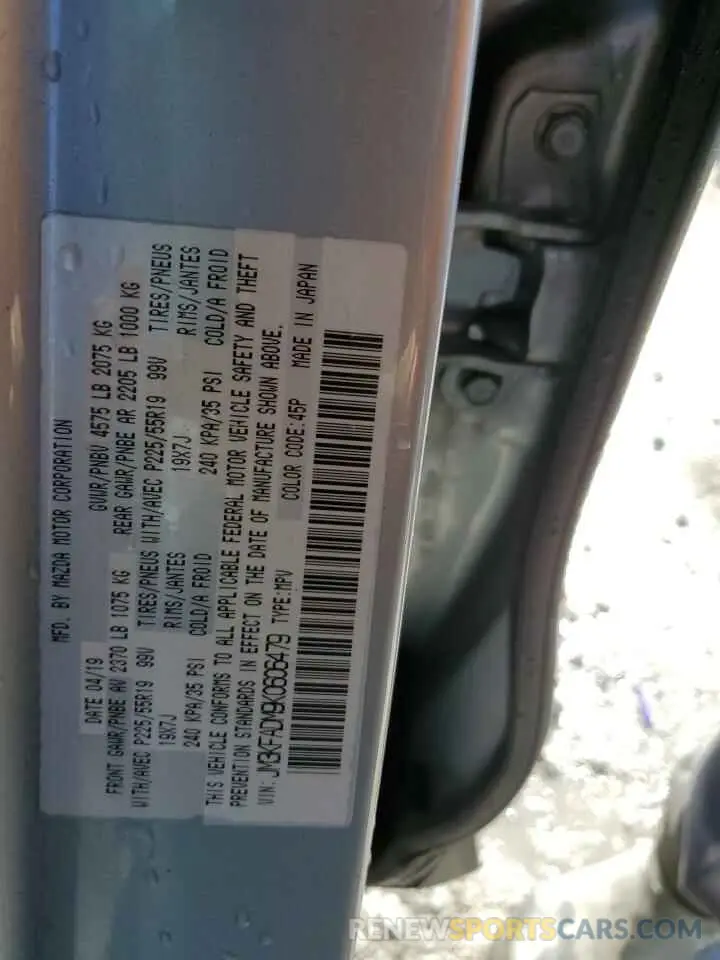 MFD. BY MAZDA MOTOR CORPORATION
DATE 04/19
GVWR/PNBV 4575 LB 2075 KG
FRONT GAWR/PNBE AV 2370 LB 1075 KG
REAR GAWR/PNBE AR 2205 LB 1000 KG
WITH/AVEC P225/55R19 99V TIRES/PNEUS WITH/AVEC P225/55R19 99V TIRES/PNEUS
19X7J RIMS/JANTES 19X7J RIMS/JANTES
240 KPA/35 PSI COLD/A FROID 240 KPA/35 PSI COLD/A FROID
THIS VEHICLE CONFORMS TO ALL APPLICABLE FEDERAL MOTOR VEHICLE SAFETY AND THEFT
PREVENTION STANDARDS IN EFFECT ON THE DATE OF MANUFACTURE SHOWN ABOVE.
VIN: JM3KFADM9K0606479 TYPE:MPV COLOR CODE:45P MADE IN JAPAN
RENEWSPORTSCARS.COM